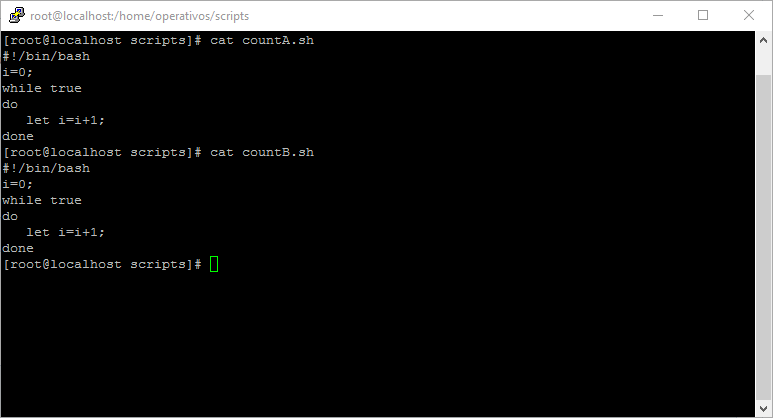 root@localhost:/home/operativos/scripts
[root@localhost scripts]# cat countA.sh
#!/bin/bash
i=0;
while true
do
   let i=i+1;
done
[root@localhost scripts]# cat countB.sh
#!/bin/bash
i=0;
while true
do
   let i=i+1;
done
[root@localhost scripts]#